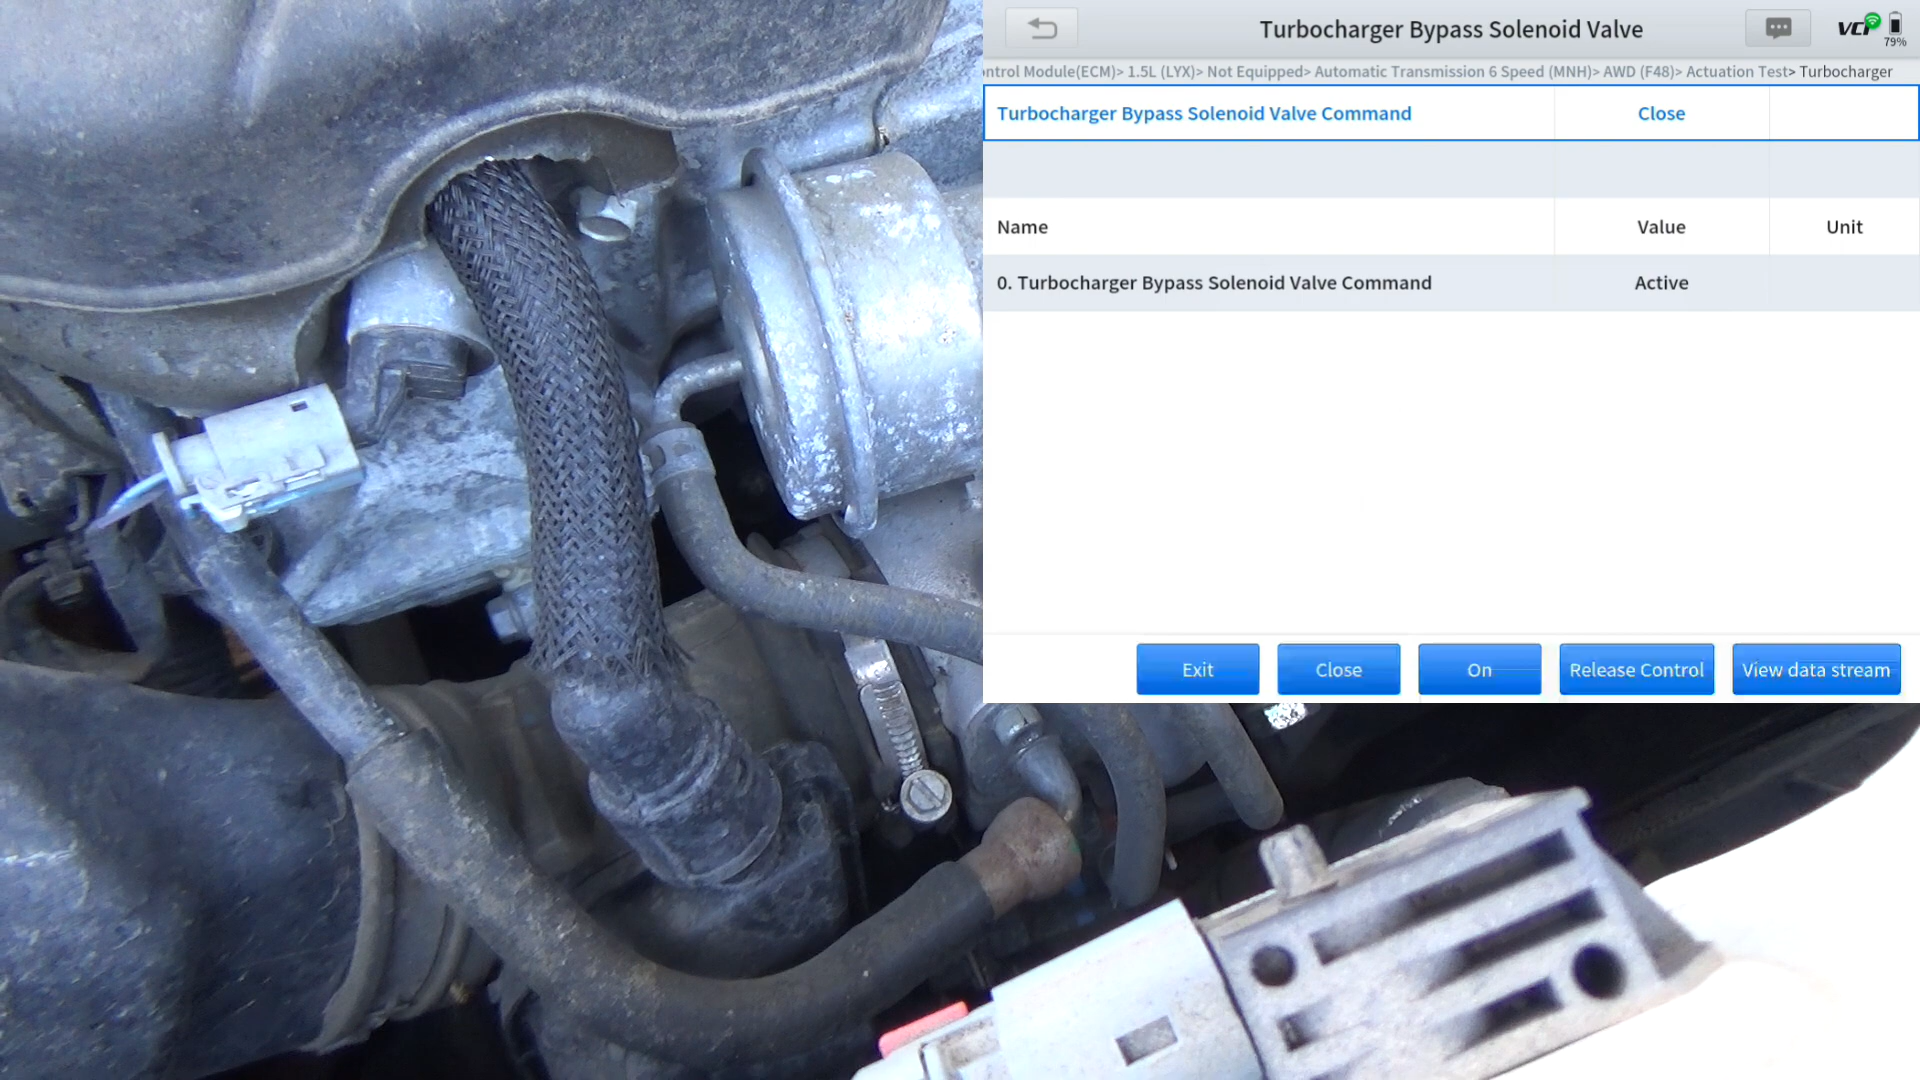 Turbocharger Bypass Solenoid Valve
VCI
79%
ntrol Module(ECM)> 1.5L (LYX)> Not Equipped> Automatic Transmission 6 Speed (MNH)> AWD (F48)> Actuation Test> Turbocharger
Turbocharger Bypass Solenoid Valve Command Close
Name Value Unit
0. Turbocharger Bypass Solenoid Valve Command Active
Exit Close On Release Control View data stream